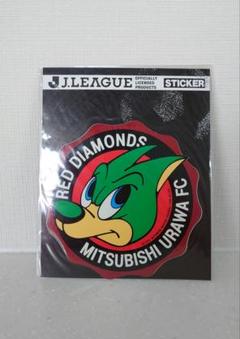 J.LEAGUE
OFFICIALLY
LICENSED
PRODUCTS
STICKER
RED DIAMONDS
MITSUBISHI URAWA FC